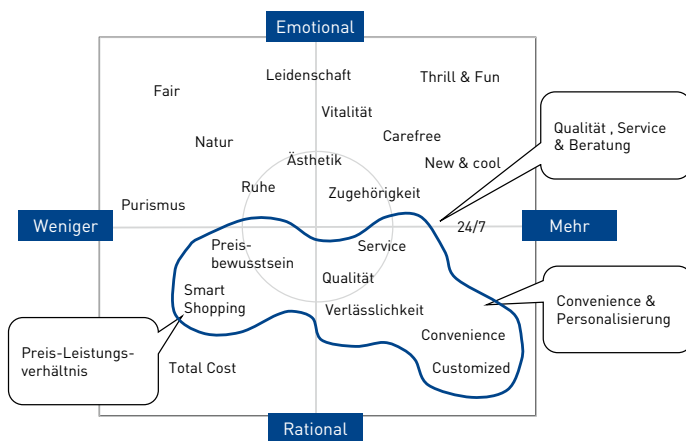 Emotional
Leidenschaft
Thrill & Fun
Fair
Vitalität
Qualität , Service
& Beratung
Carefree
Natur
Ästhetik
New & cool
Ruhe
Zugehörigkeit
Purismus
Weniger
24/7
Mehr
Preis-
bewusstsein
Service
Qualität
Smart
Shopping
Verlässlichkeit
Convenience &
Personalisierung
Convenience
Preis-Leistungs-
verhältnis
Total Cost
Customized
Rational